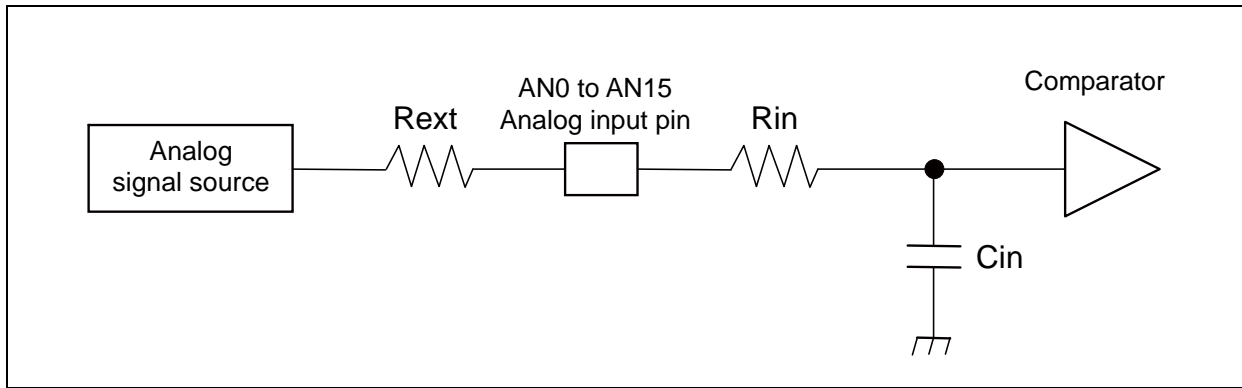 Analog
signal source
Rext
AN0 to AN15
Analog input pin
Rin
Comparator
Cin